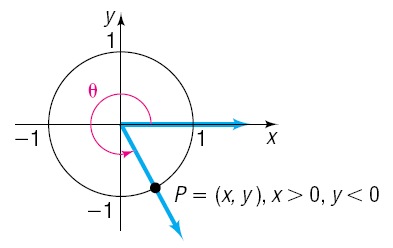 y
1
θ
−1
1
x
P = (x, y), x > 0, y < 0
−1